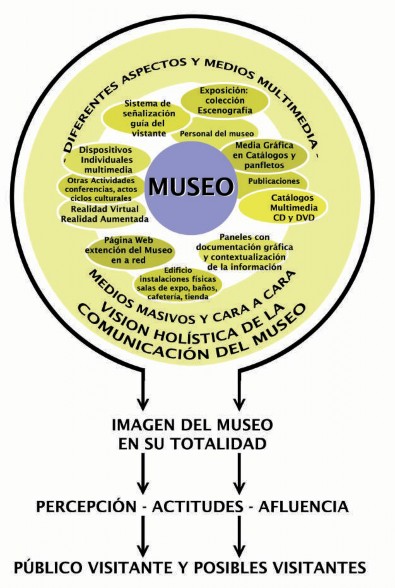 - DIFERENTES ASPECTOS Y MEDIOS MULTIMEDIA -
Exposición:
colección
Escenografía
Sistema de
señalización
guía del
vistante
Personal del museo
Dispositivos
Individuales
multimedia
Media Gráfica
en Catálogos y
panfletos
Otras Actividades
conferencias, actos
ciclos culturales
MUSEO
Publicaciones
Realidad Virtual
Realidad Aumentada
Catálogos
Multimedia
CD y DVD
Página Web
extención del Museo
en a red
Paneles con
documentación gráfica
y contextualización
de la información
Edificio
Instalaciones físicas
salas de expo, baños,
cafetería, tienda
MEDIOS MASIVOS Y CARA A CARA
VISION HOLÍSTICA DE LA
COMUNICACIÓN DEL MUSEO
IMAGEN DEL MUSEO
EN SU TOTALIDAD
PERCEPCIÓN - ACTITUDES - AFLUENCIA
PÚBLICO VISITANTE Y POSIBLES VISITANTES